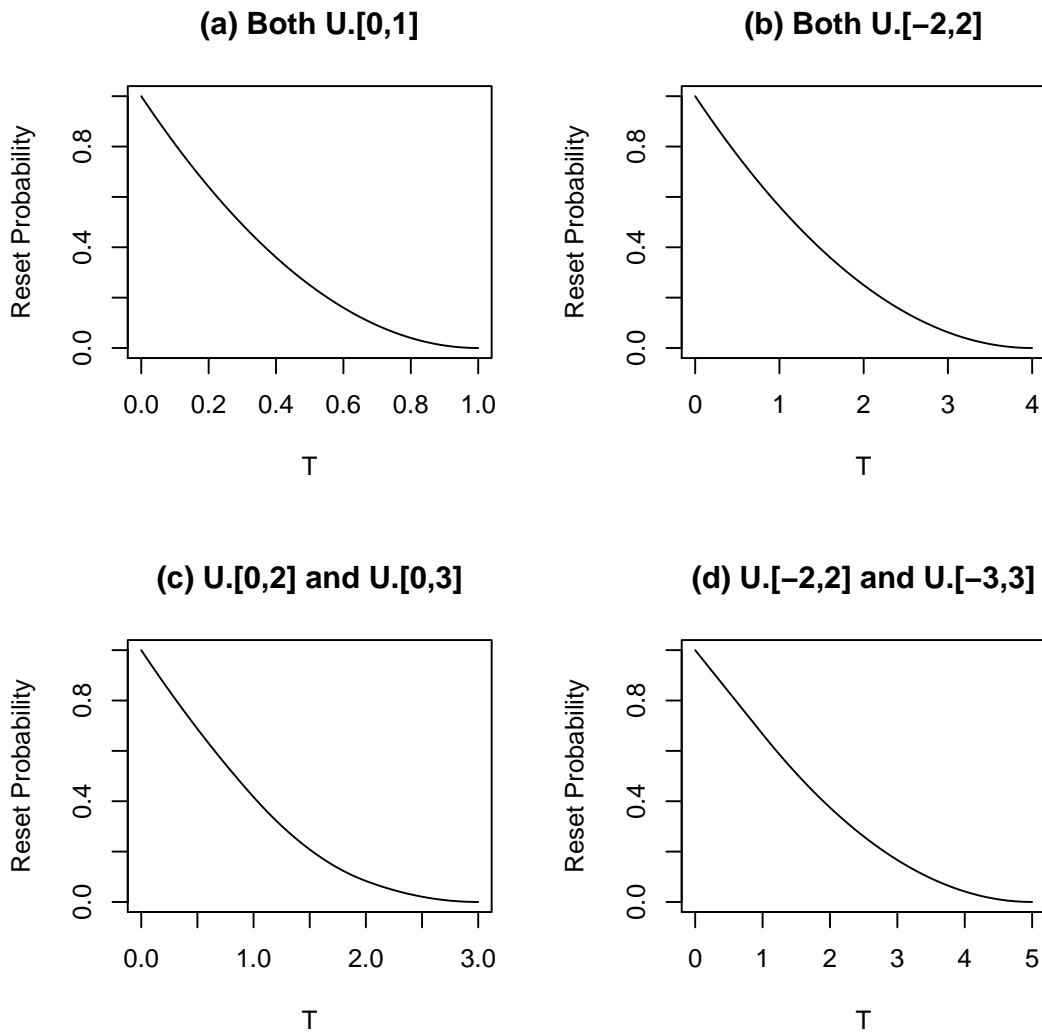 (a) Both U.[0,1]
Reset Probability
0.0 0.4 0.8
0.0 0.2 0.4 0.6 0.8 1.0
T
(b) Both U.[−2,2]
Reset Probability
0.0 0.4 0.8
0 1 2 3 4
T
(c) U.[0,2] and U.[0,3]
Reset Probability
0.0 0.4 0.8
0.0 1.0 2.0 3.0
T
(d) U.[−2,2] and U.[−3,3]
Reset Probability
0.0 0.4 0.8
0 1 2 3 4 5
T